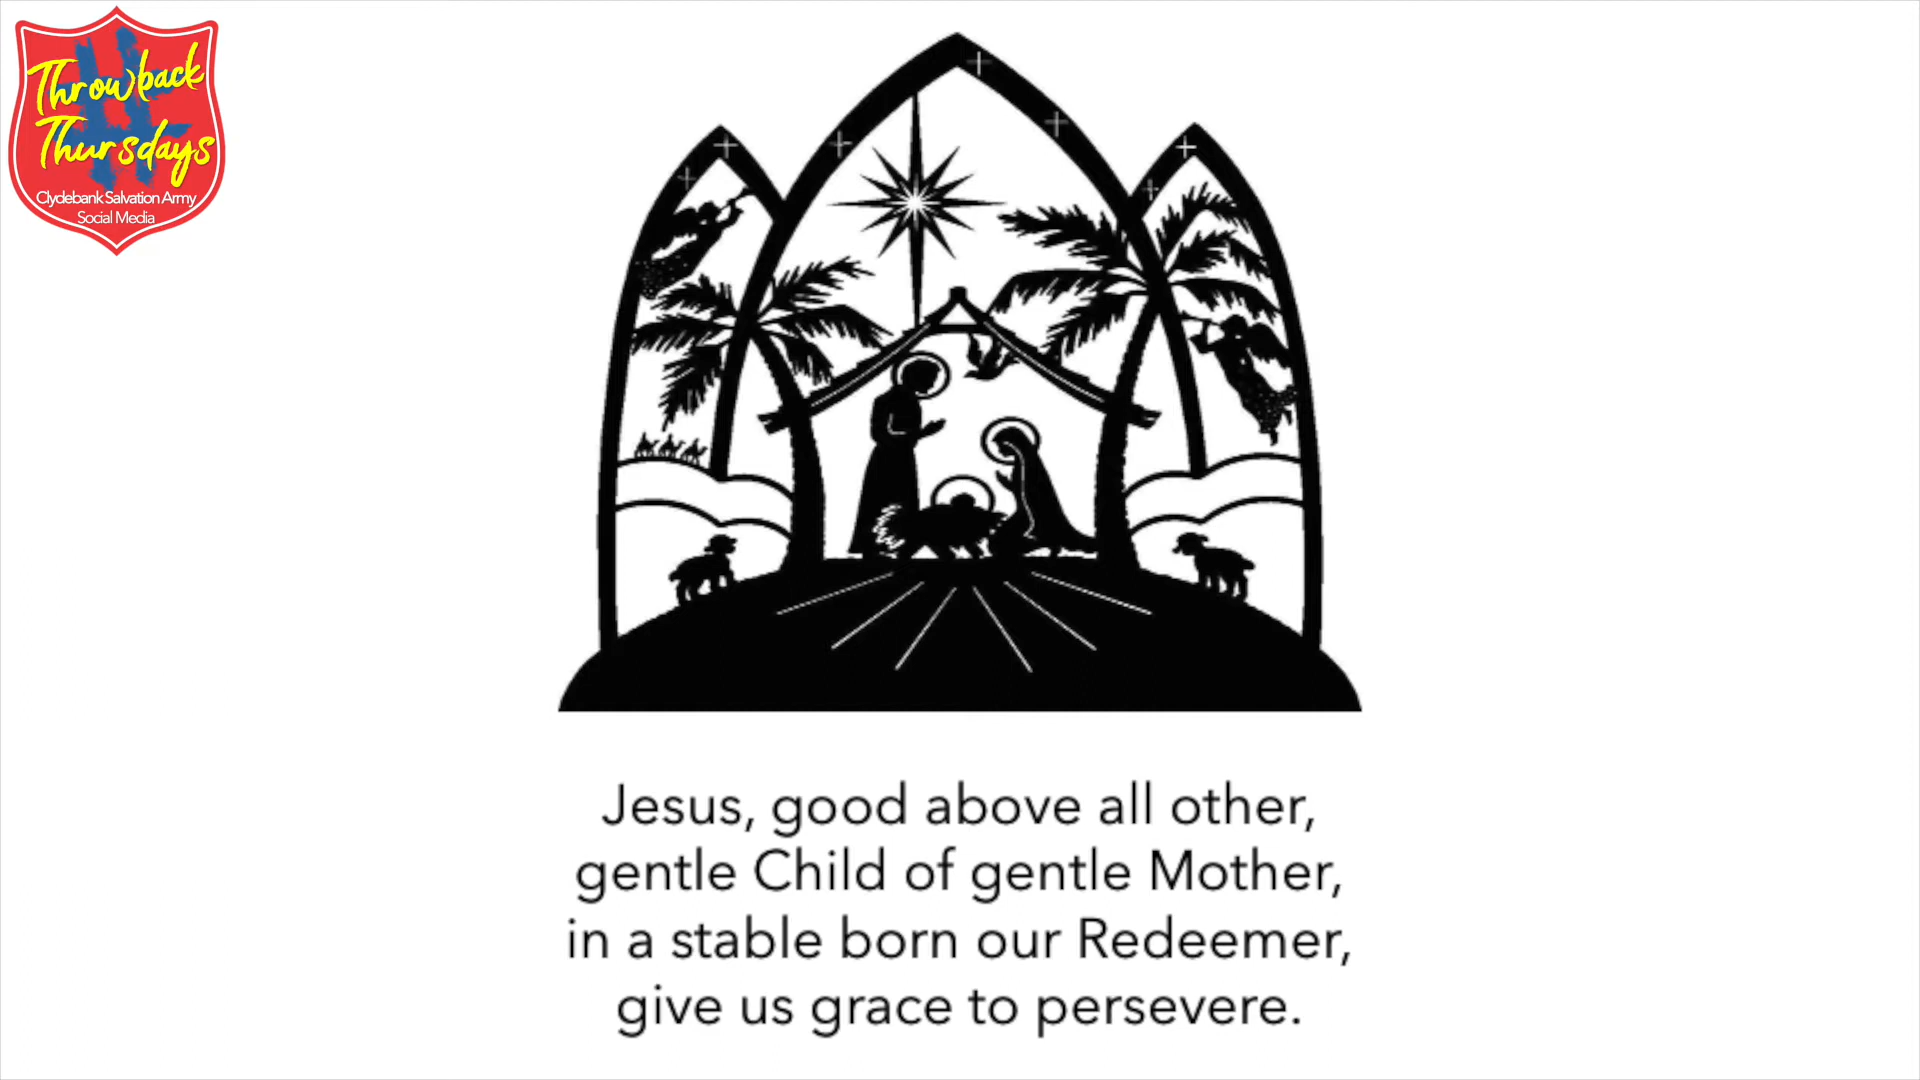 Throwback
Thursdays
Clydebank Salvation Army
Social Media
Jesus, good above all other,
gentle Child of gentle Mother,
in a stable born our Redeemer,
give us grace to persevere.